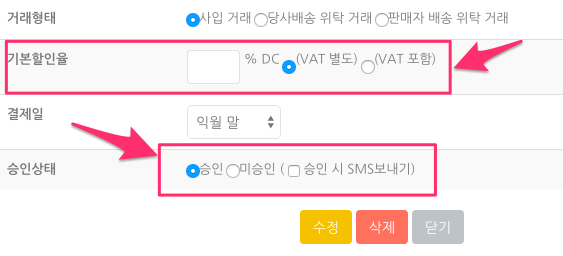 거래형태 사입 거래 당사배송 위탁 거래 판매자 배송 위탁 거래
기본할인율 % DC (VAT 별도) (VAT 포함)
결제일 익월 말
승인상태 승인 미승인 ( 승인 시 SMS보내기)
수정 삭제 닫기